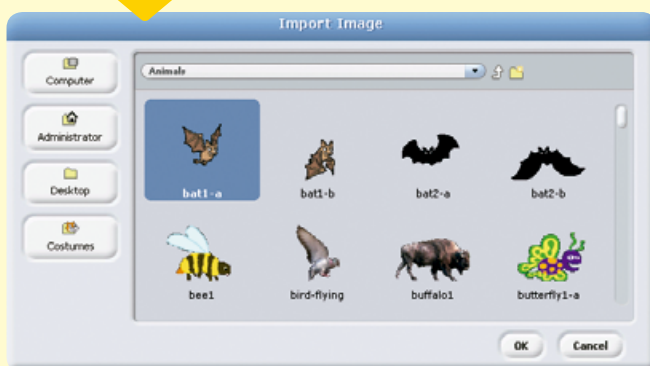 Import Image
Computer
Animals
Administrator
Desktop
Costumes
bat1-a
bat1-b
bat2-a
bat2-b
bee1
bird-flying
buffalo1
butterfly1-a
OK
Cancel